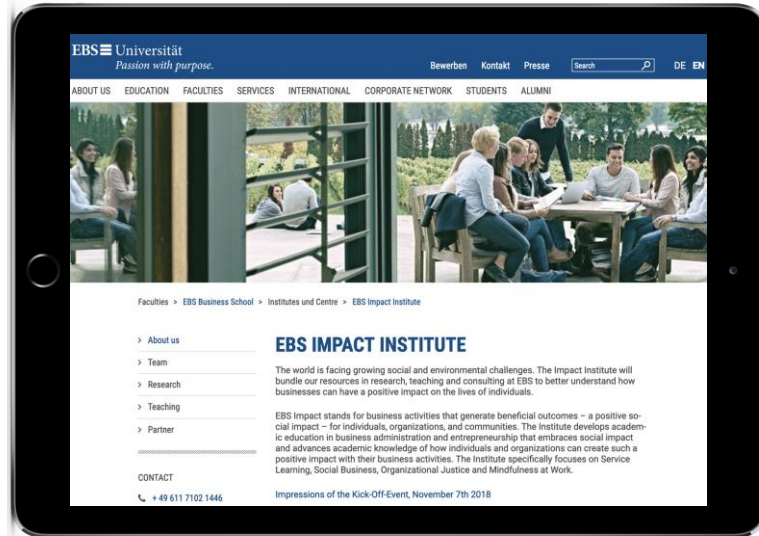 EBS Universität
Passion with purpose.
Bewerben Kontakt Presse Search DE EN
ABOUT US EDUCATION FACULTIES SERVICES INTERNATIONAL CORPORATE NETWORK STUDENTS ALUMNI
Faculties > EBS Business School > Institutes und Centre > EBS Impact Institute
> About us
> Team
> Research
> Teaching
> Partner
CONTACT
+ 49 611 7102 1446
EBS IMPACT INSTITUTE
The world is facing growing social and environmental challenges. The Impact Institute will
bundle our resources in research, teaching and consulting at EBS to better understand how
businesses can have a positive impact on the lives of individuals.
EBS Impact stands for business activities that generate beneficial outcomes – a positive so-
cial impact – for individuals, organizations, and communities. The Institute develops academ-
ic education in business administration and entrepreneurship that embraces social impact
and advances academic knowledge of how individuals and organizations can create such a
positive impact with their business activities. The Institute specifically focuses on Service
Learning, Social Business, Organizational Justice and Mindfulness at Work.
Impressions of the Kick-Off-Event, November 7th 2018